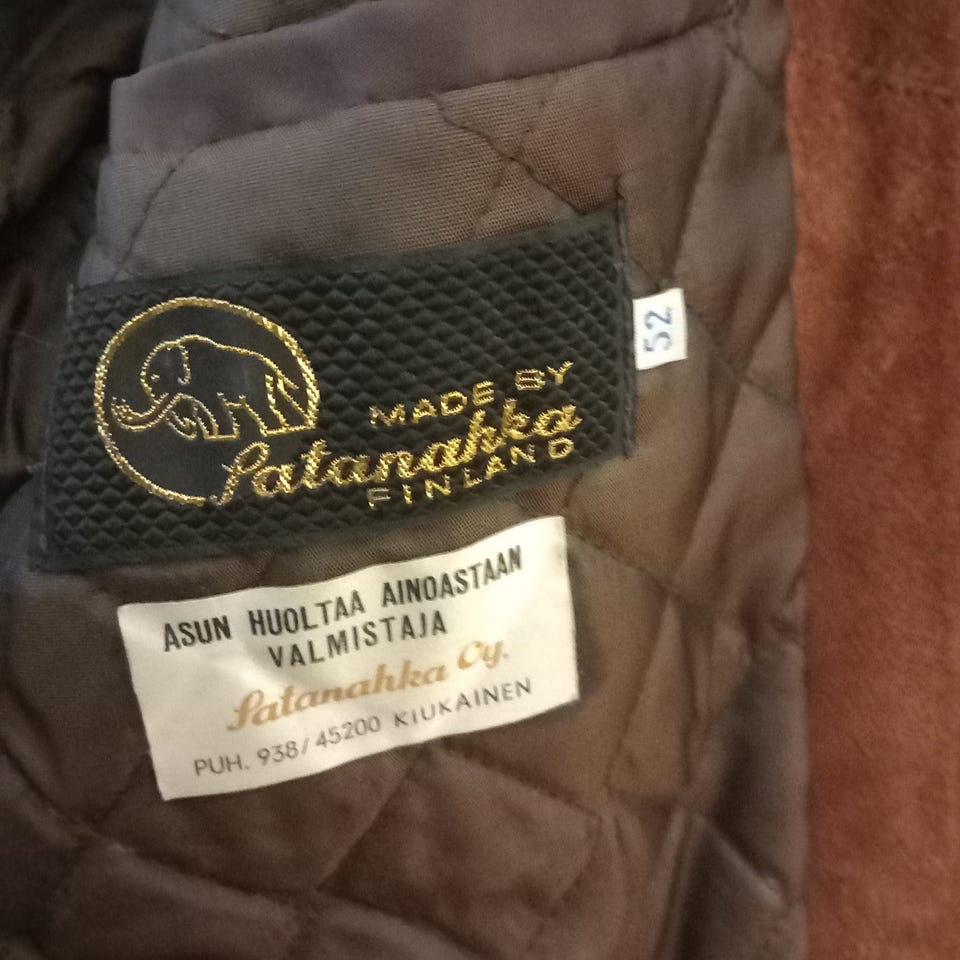 MADE BY
Satanahka
FINLAND
52
ASUN HUOLTAA AINOASTAAN
VALMISTAJA
Satanahka Oy.
PUH. 938/45200 KIUKAINEN